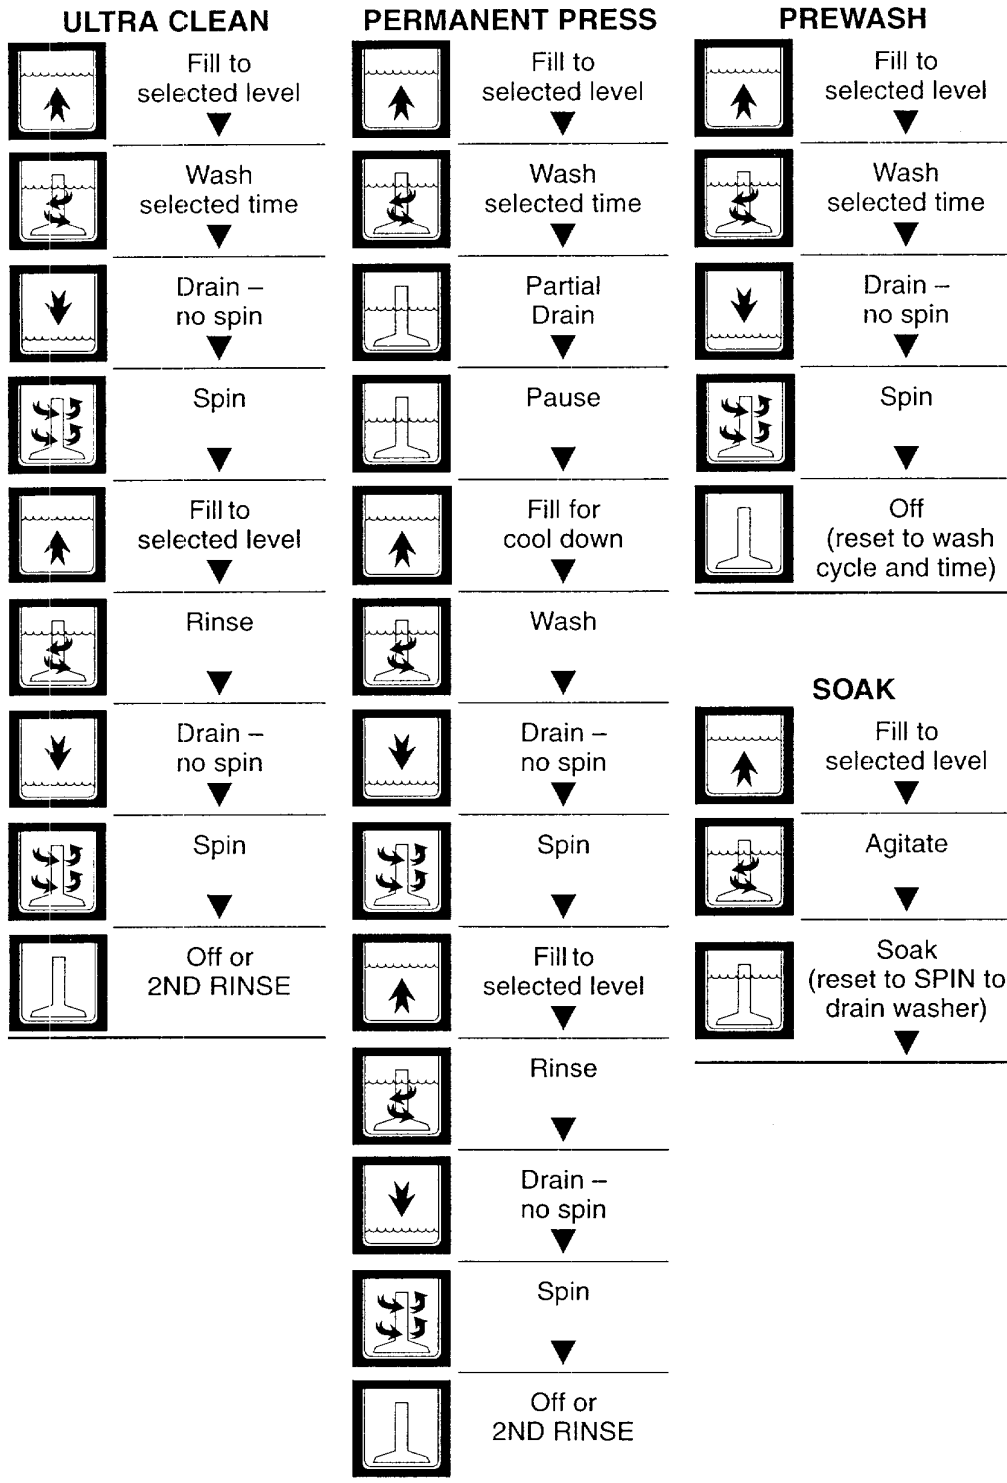 ULTRA CLEAN
Fill to
selected level
Wash
selected time
Drain –
no spin
Spin
Fill to
selected level
Rinse
Drain –
no spin
Spin
Off or
2ND RINSE
PERMANENT PRESS
Fill to
selected level
Wash
selected time
Partial
Drain
Pause
Fill for
cool down
Wash
Drain –
no spin
Spin
Fill to
selected level
Rinse
Drain –
no spin
Spin
Off or
2ND RINSE
PREWASH
Fill to
selected level
Wash
selected time
Drain –
no spin
Spin
Off
(reset to wash
cycle and time)
SOAK
Fill to
selected level
Agitate
Soak
(reset to SPIN to
drain washer)